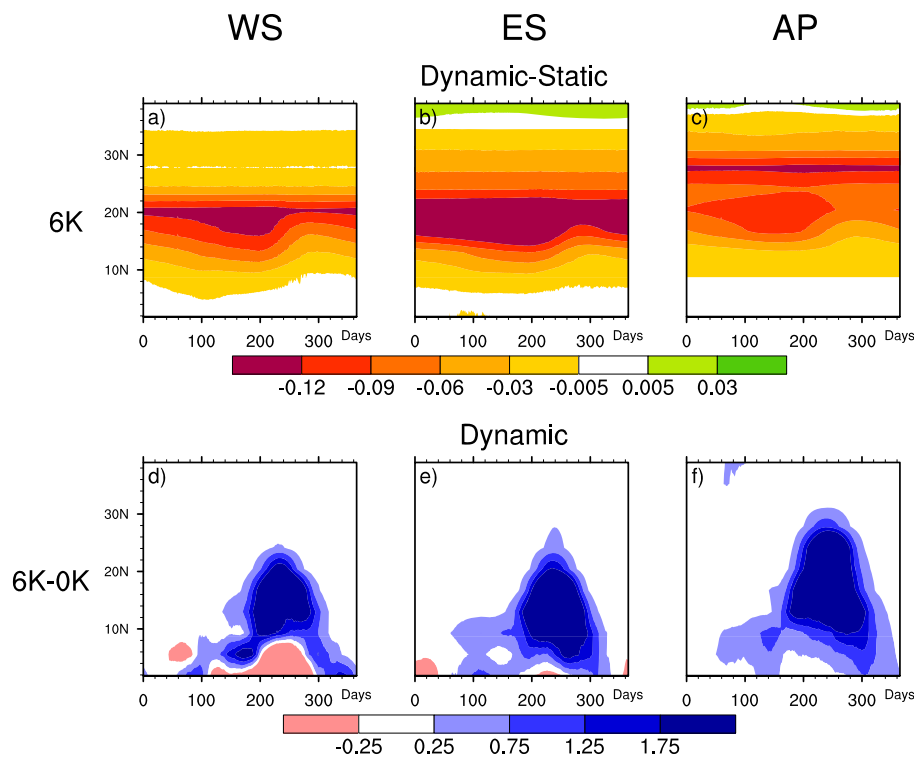 WS ES AP
Dynamic-Static
a) b) c)
30N
20N
10N
6K
0 100 200 300 Days 0 100 200 300 Days 0 100 200 300 Days
-0.12 -0.09 -0.06 -0.03 -0.005 0.005 0.03
Dynamic
d) e) f)
30N
20N
10N
6K-0K
0 100 200 300 Days 0 100 200 300 Days 0 100 200 300 Days
-0.25 0.25 0.75 1.25 1.75